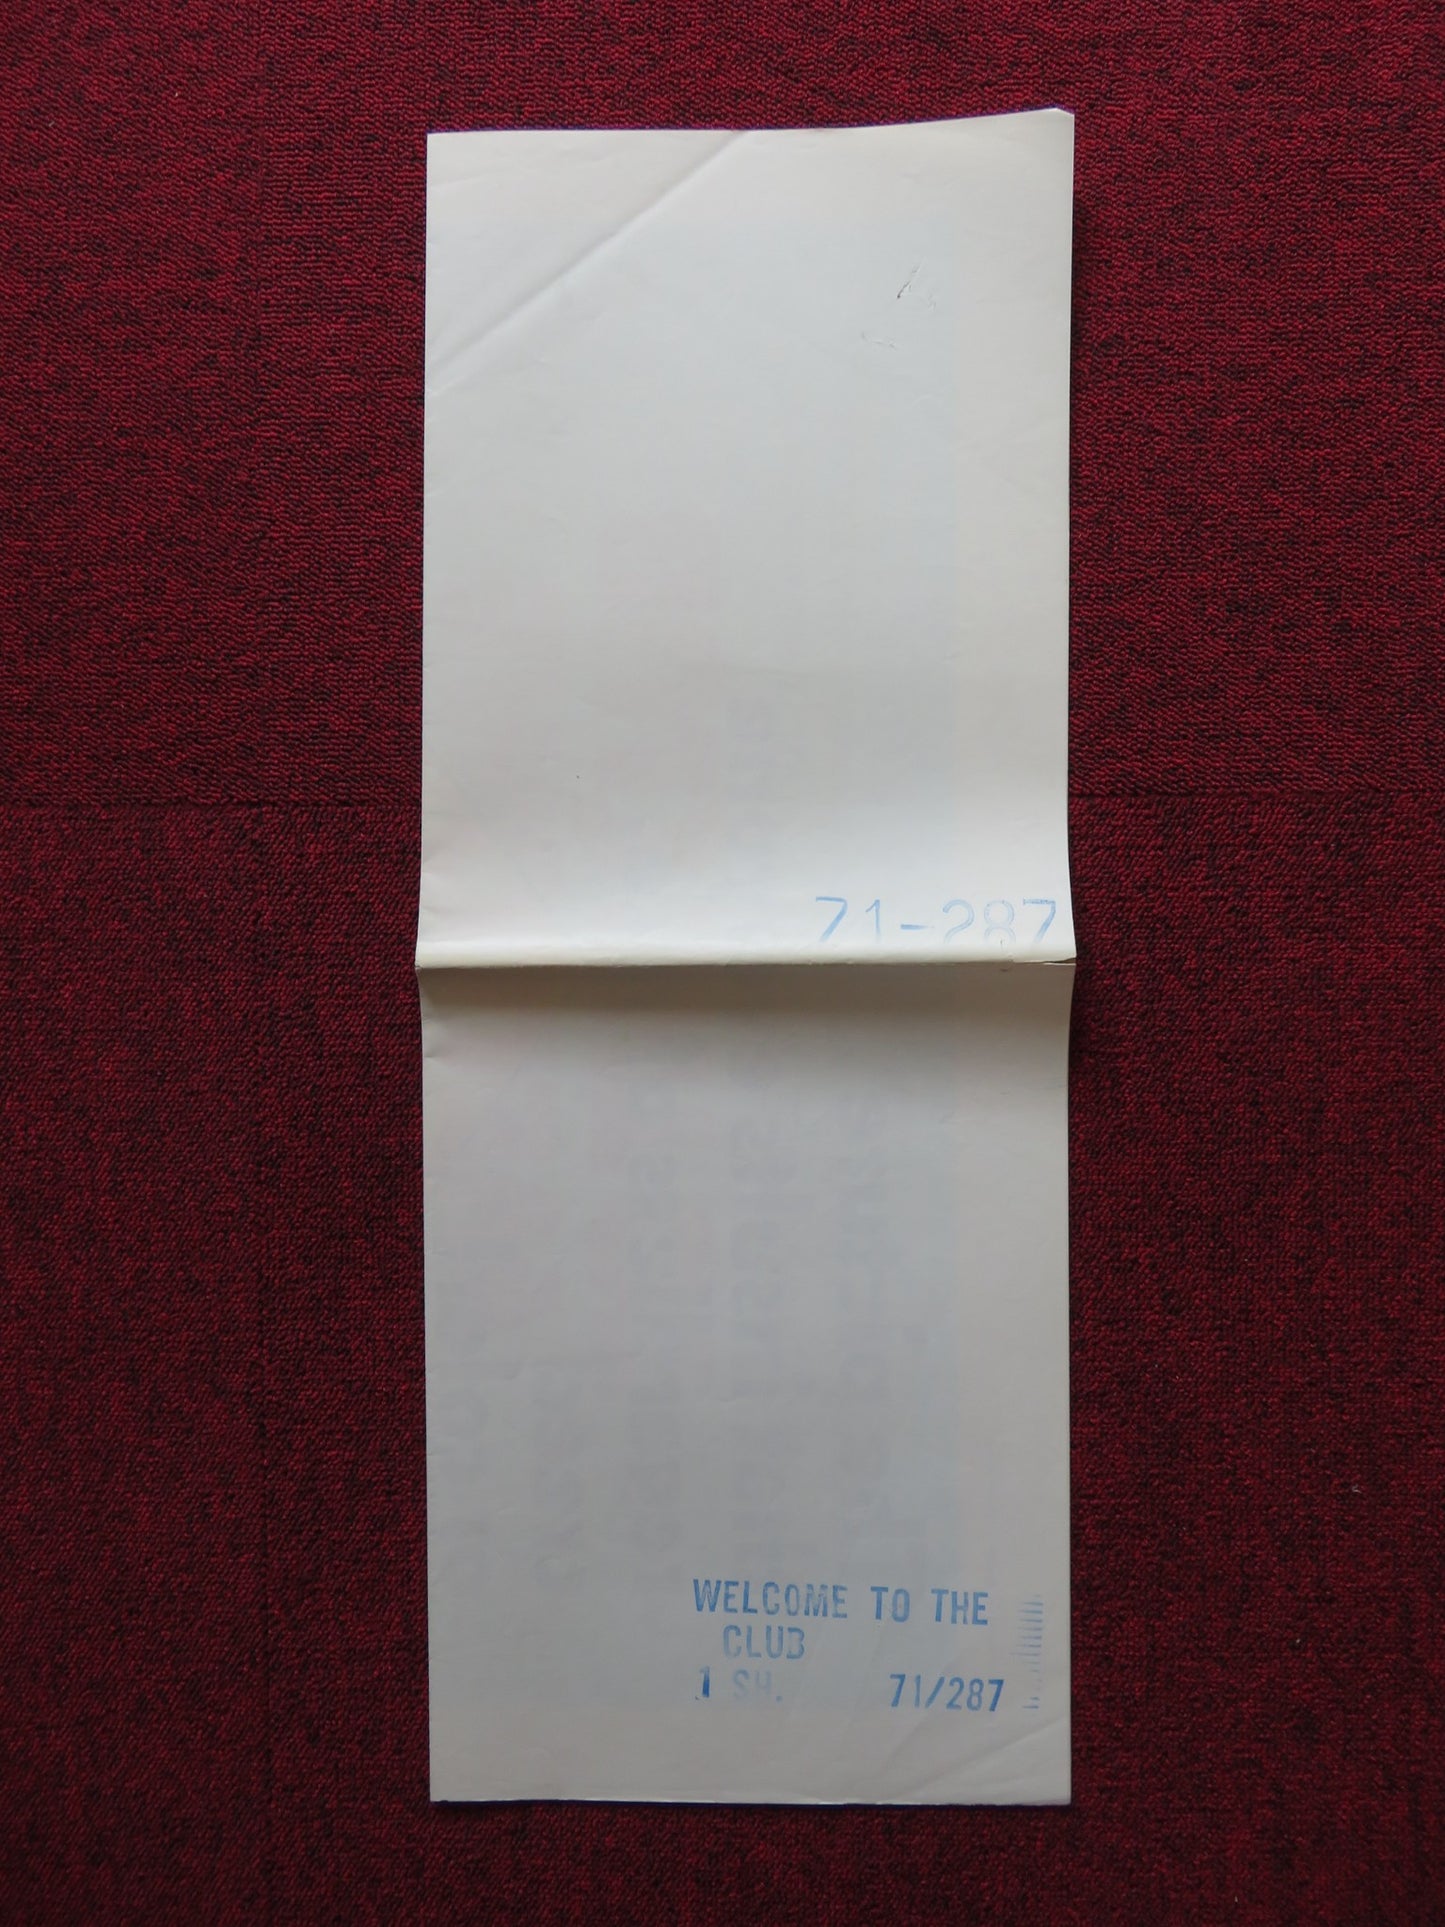 71-287
WELCOME TO THE
CLUB
1 SH. 71/287